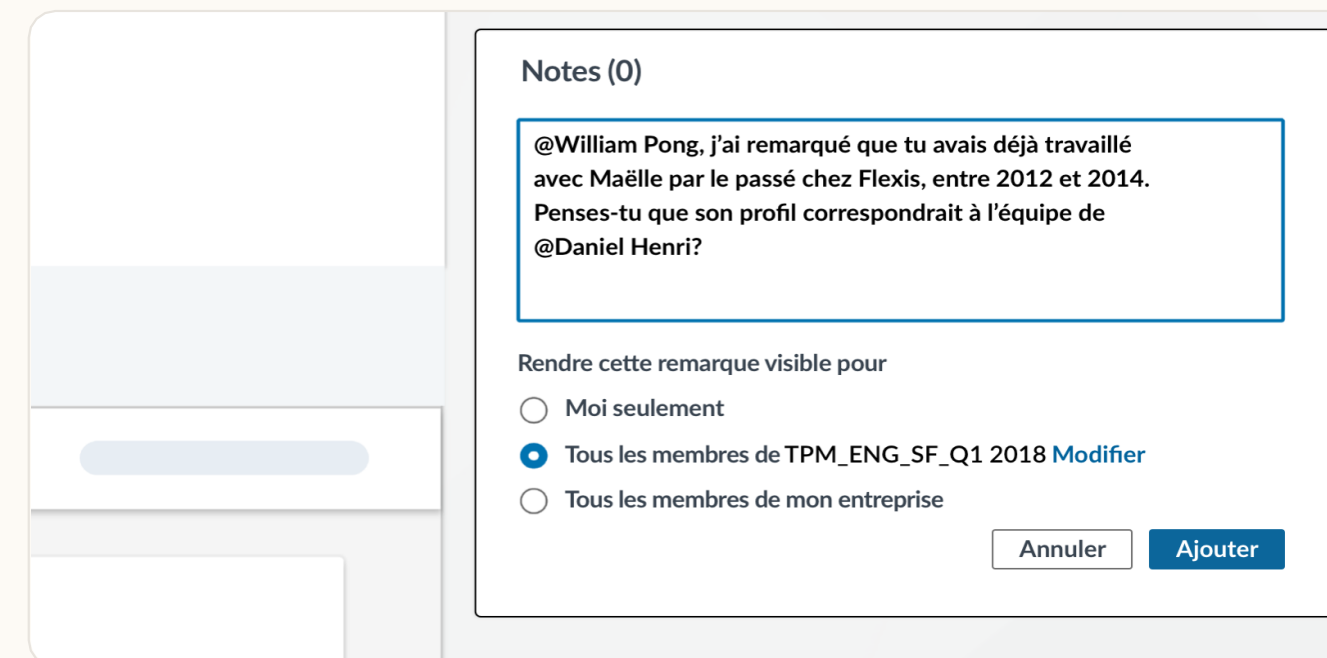 Notes (0)
@William Pong, j’ai remarqué que tu avais déjà travaillé
avec Maëlle par le passé chez Flexis, entre 2012 et 2014.
Penses-tu que son profil correspondrait à l’équipe de
@Daniel Henri?
Rendre cette remarque visible pour
Moi seulement
Tous les membres de TPM_ENG_SF_Q1 2018 Modifier
Tous les membres de mon entreprise
Annuler Ajouter